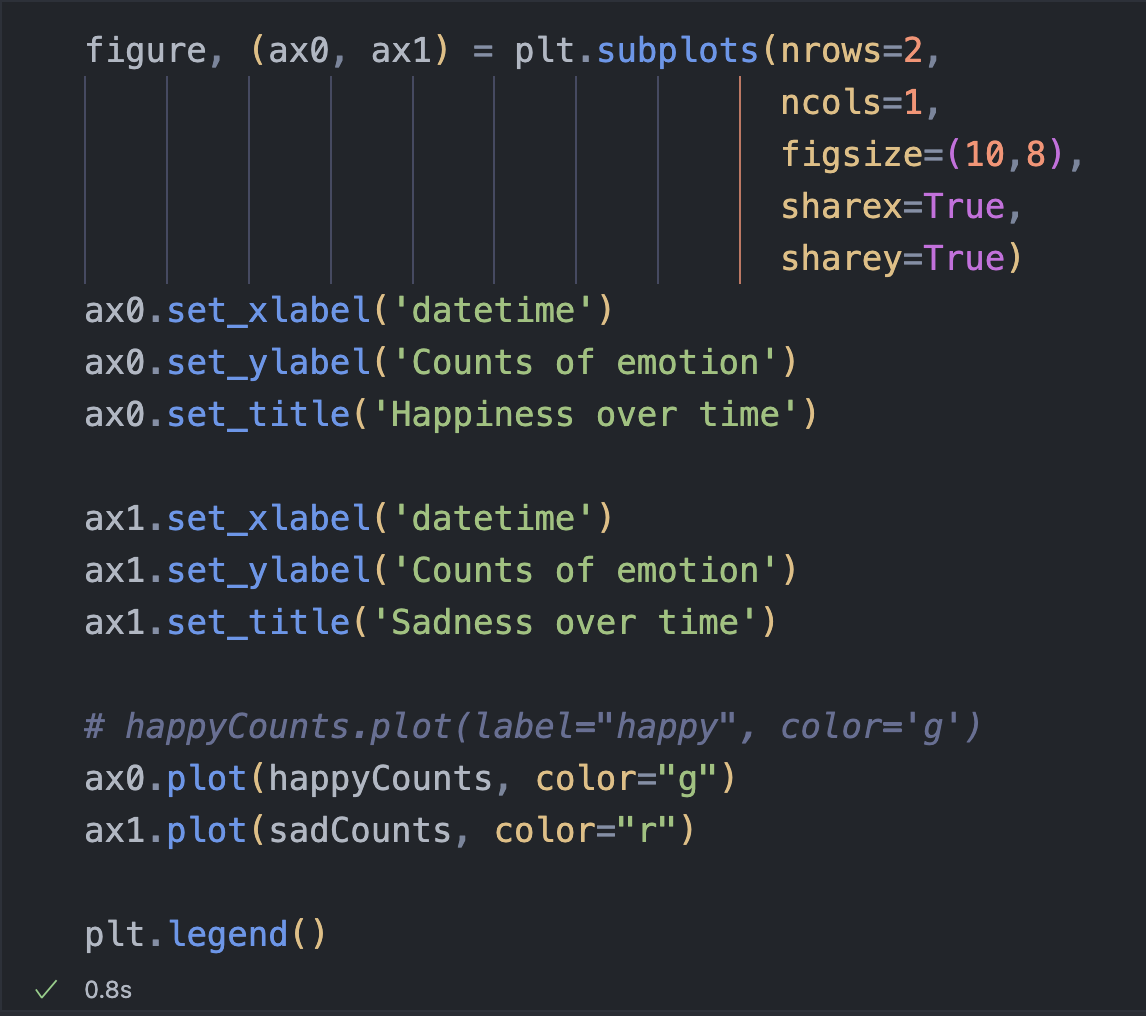 figure, (ax0, ax1) = plt.subplots(nrows=2,
ncols=1,
figsize=(10,8),
sharex=True,
sharey=True)
ax0.set_xlabel('datetime')
ax0.set_ylabel('Counts of emotion')
ax0.set_title('Happiness over time')
ax1.set_xlabel('datetime')
ax1.set_ylabel('Counts of emotion')
ax1.set_title('Sadness over time')
# happyCounts.plot(label="happy", color='g')
ax0.plot(happyCounts, color="g")
ax1.plot(sadCounts, color="r")
plt.legend()
0.8s